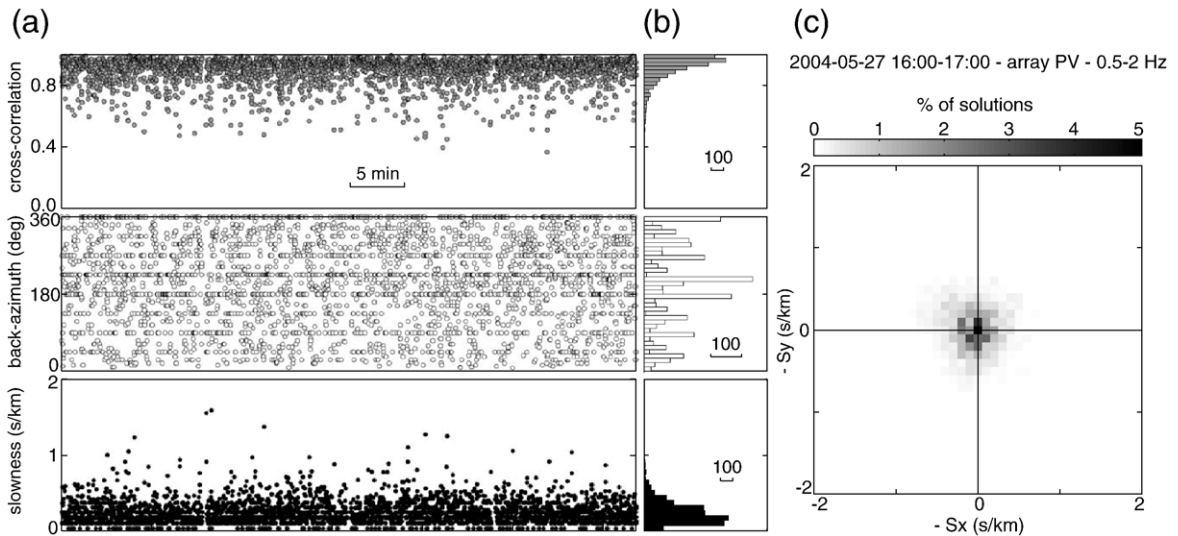 (a)
(b)
(c)
cross-correlation
0.8
0.4
0.0
5 min
100
back-azimuth (deg)
360
180
0
100
slowness (s/km)
2
1
0
100
2004-05-27 16:00-17:00 - array PV - 0.5-2 Hz
% of solutions
0 1 2 3 4 5
2
0
-2
- Sy (s/km)
-2 0 2
- Sx (s/km)